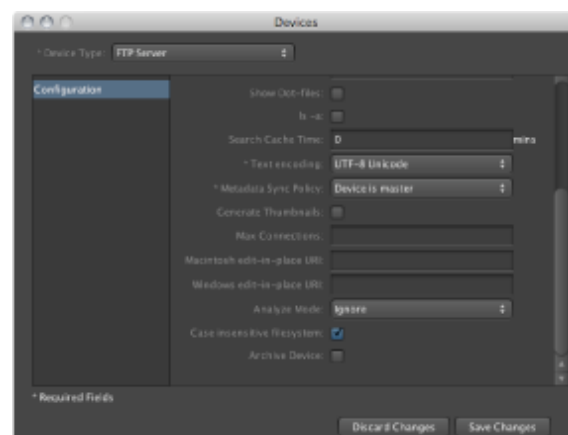 Devices
* Device Type: FTP Server
Configuration
Show Dot-files:
ls -a:
Search Cache Time: 0 mins
* Text encoding: UTF-8 Unicode
* Metadata Sync Policy: Device is master
Generate Thumbnails:
Max Connections:
Macintosh edit-in-place URI:
Windows edit-in-place URI:
Analyze Mode: Ignore
Case insensitive filesystem:
Archive Device:
* Required Fields
Discard Changes Save Changes